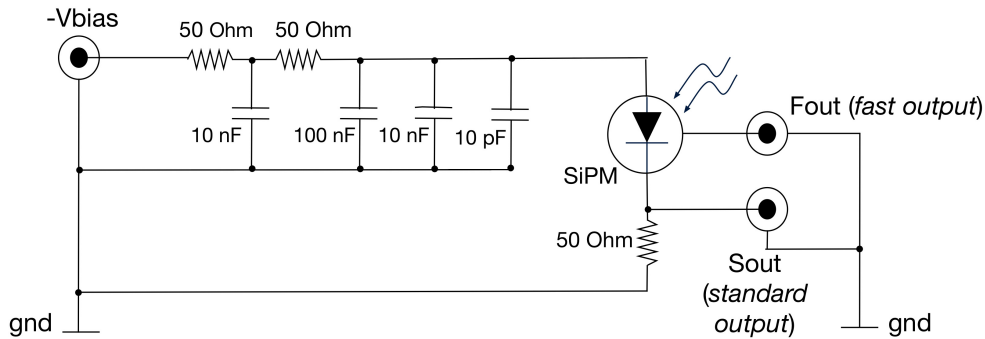 -Vbias
50 Ohm
50 Ohm
10 nF
100 nF
10 nF
10 pF
SiPM
Fout (fast output)
50 Ohm
Sout
(standard
output)
gnd
gnd